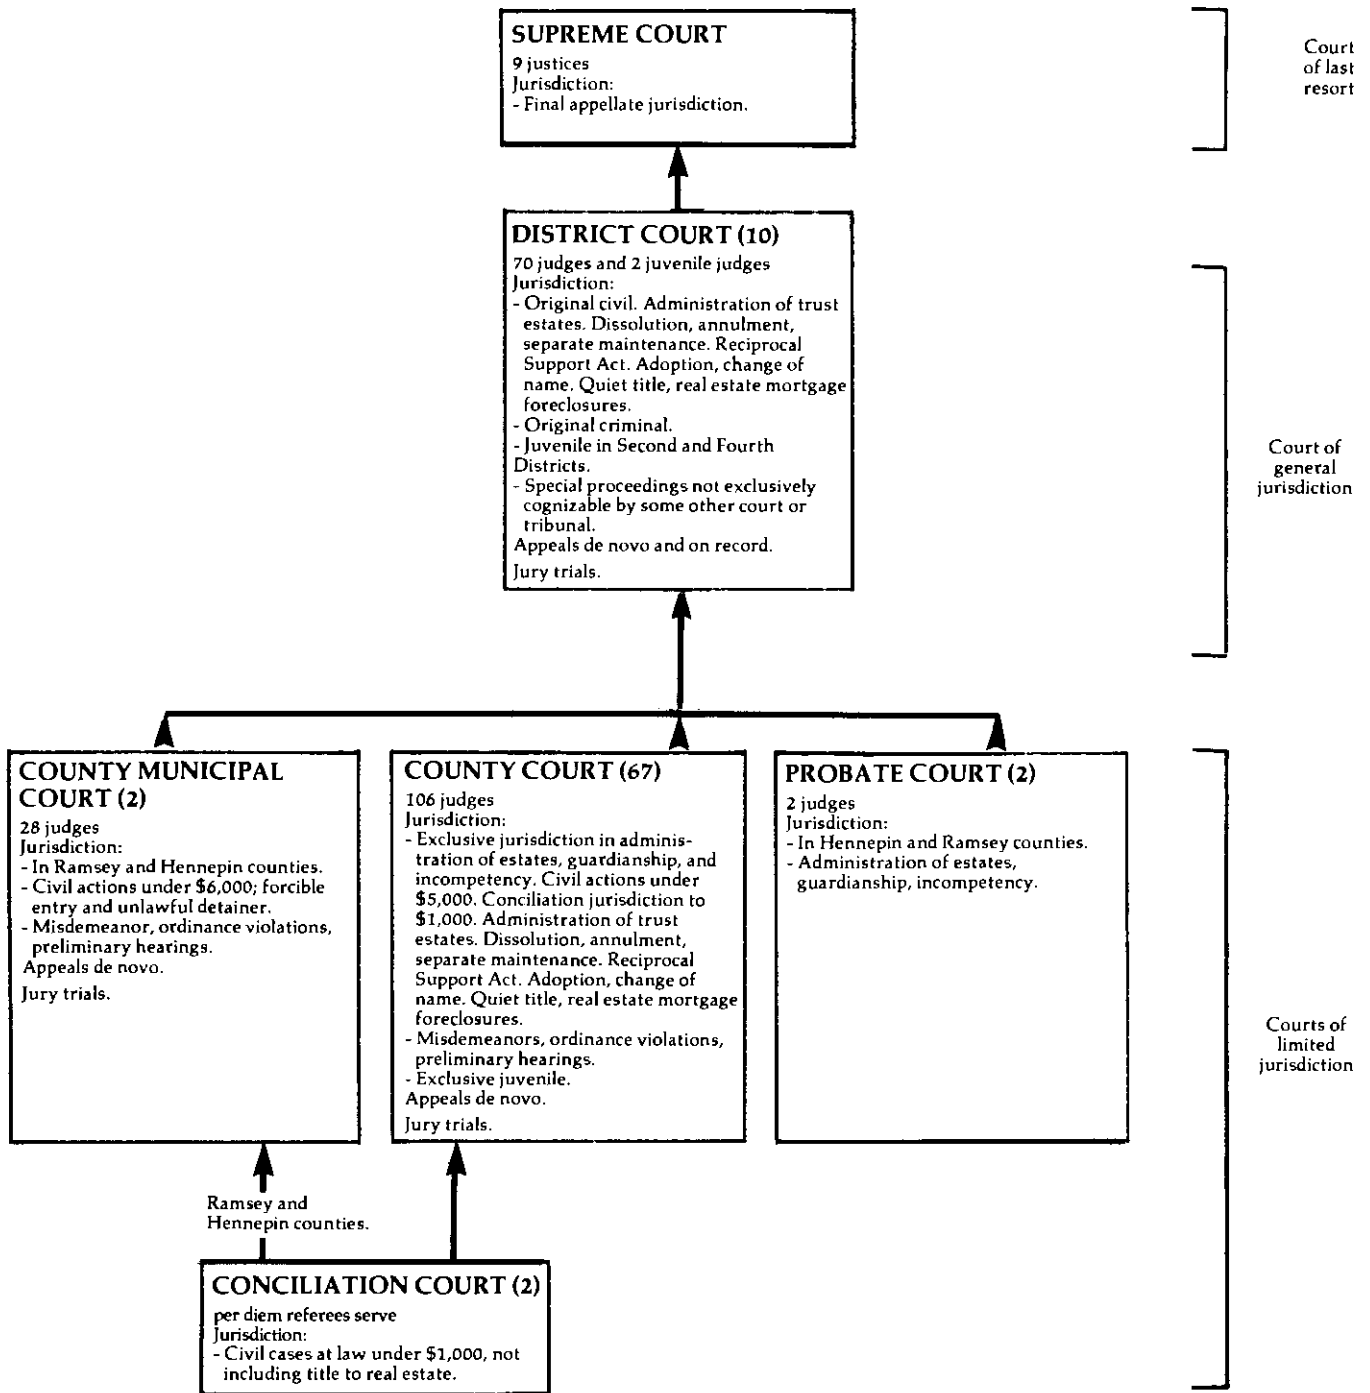 SUPREME COURT
9 justices
Jurisdiction:
- Final appellate jurisdiction.
Court
of last
resort
DISTRICT COURT (10)
70 judges and 2 juvenile judges
Jurisdiction:
- Original civil. Administration of trust
estates. Dissolution, annulment,
separate maintenance. Reciprocal
Support Act. Adoption, change of
name. Quiet title, real estate mortgage
foreclosures.
- Original criminal.
- Juvenile in Second and Fourth
Districts.
- Special proceedings not exclusively
cognizable by some other court or
tribunal.
Appeals de novo and on record.
Jury trials.
Court of
general
jurisdiction
COUNTY MUNICIPAL
COURT (2)
28 judges
Jurisdiction:
- In Ramsey and Hennepin counties.
- Civil actions under $6,000; forcible
entry and unlawful detainer.
- Misdemeanor, ordinance violations,
preliminary hearings.
Appeals de novo.
Jury trials.
COUNTY COURT (67)
106 judges
Jurisdiction:
- Exclusive jurisdiction in adminis-
tration of estates, guardianship, and
incompetency. Civil actions under
$5,000. Conciliation jurisdiction to
$1,000. Administration of trust
estates. Dissolution, annulment,
separate maintenance. Reciprocal
Support Act. Adoption, change of
name. Quiet title, real estate mortgage
foreclosures.
- Misdemeanors, ordinance violations,
preliminary hearings.
- Exclusive juvenile.
Appeals de novo.
Jury trials.
PROBATE COURT (2)
2 judges
Jurisdiction:
- In Hennepin and Ramsey counties.
- Administration of estates,
guardianship, incompetency.
Courts of
limited
jurisdiction
Ramsey and
Hennepin counties.
CONCILIATION COURT (2)
per diem referees serve
Jurisdiction:
- Civil cases at law under $1,000, not
including title to real estate.